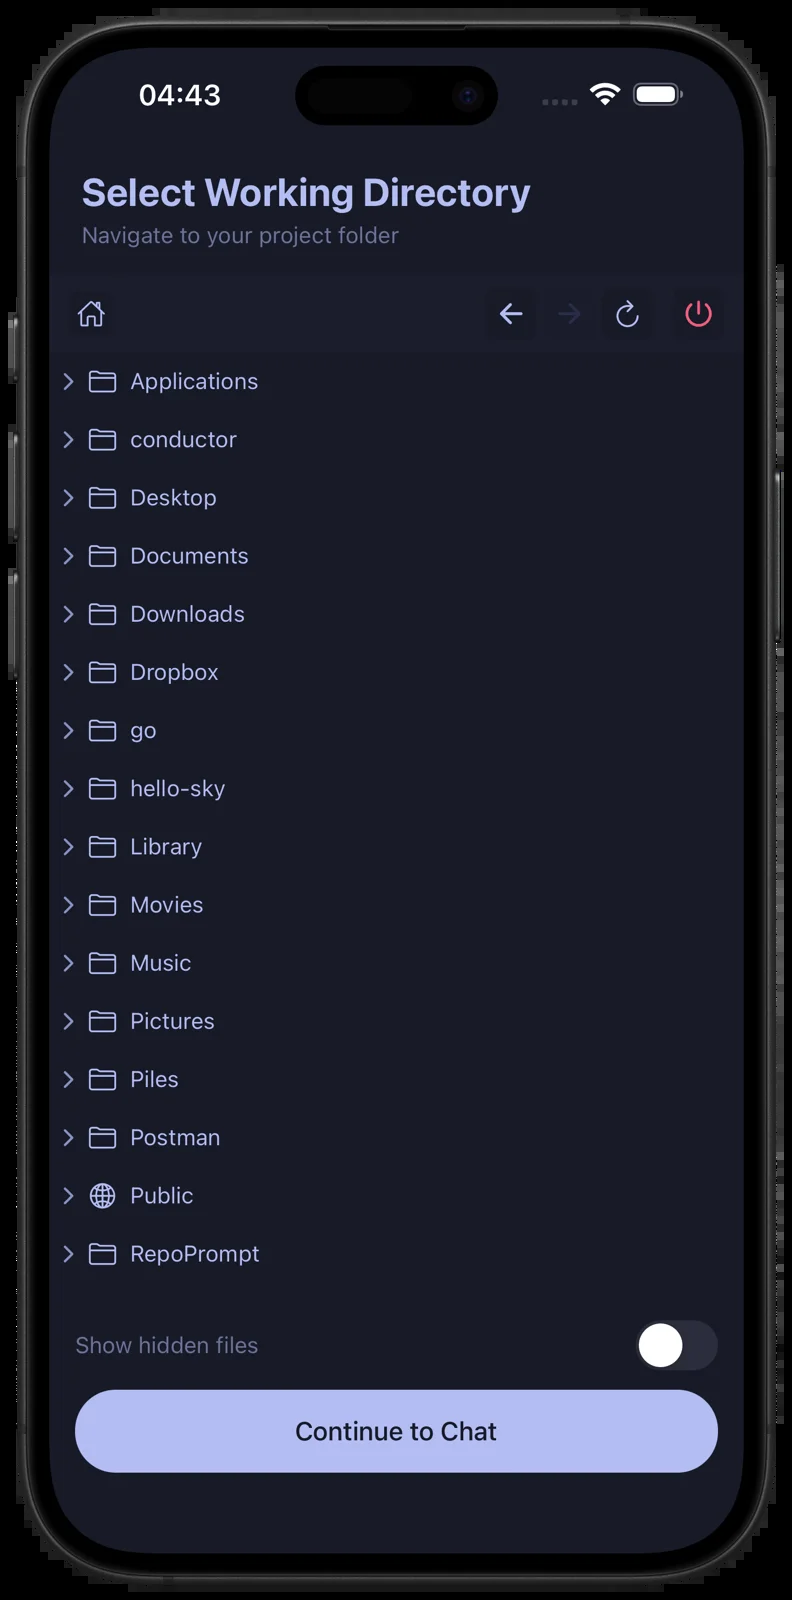 04:43
Select Working Directory
Navigate to your project folder
Applications
conductor
Desktop
Documents
Downloads
Dropbox
go
hello-sky
Library
Movies
Music
Pictures
Piles
Postman
Public
RepoPrompt
Show hidden files
Continue to Chat